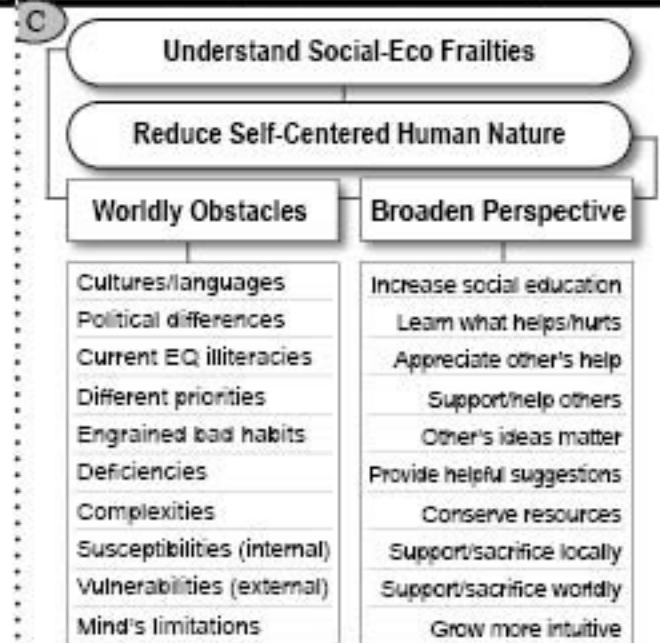 C
Understand Social-Eco Frailties
Reduce Self-Centered Human Nature
Worldly Obstacles
Cultures/languages
Political differences
Current EQ illiteracies
Different priorities
Engrained bad habits
Deficiencies
Complexities
Susceptibilities (internal)
Vulnerabilities (external)
Mind's limitations
Broaden Perspective
Increase social education
Learn what helps/hurts
Appreciate other's help
Support/help others
Other's ideas matter
Provide helpful suggestions
Conserve resources
Support/sacrifice locally
Support/sacrifice worldly
Grow more intuitive